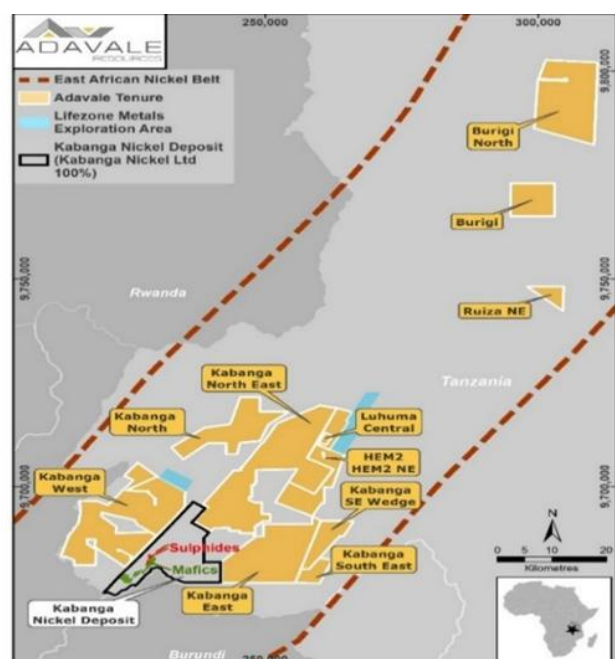 ADAVALE
RESOURCES
East African Nickel Belt
Adavale Tenure
Lifezone Metals
Exploration Area
Kabanga Nickel Deposit
(Kabanga Nickel Ltd
100%)
250,000
300,000
9,800,000
Burigi
North
Burigi
9,750,000
9,750,000
Ruiza NE
Rwanda
Tanzania
Kabanga
North East
Kabanga
North
Luhuma
Central
HEM2
HEM2 NE
Kabanga
West
Kabanga
SE Wedge
9,700,000
9,700,000
Sulphides
Mafics
Kabanga
South East
Kabanga
East
Kabanga
Nickel Deposit
Burundi
250,000
N
0
10
20
Kilometres